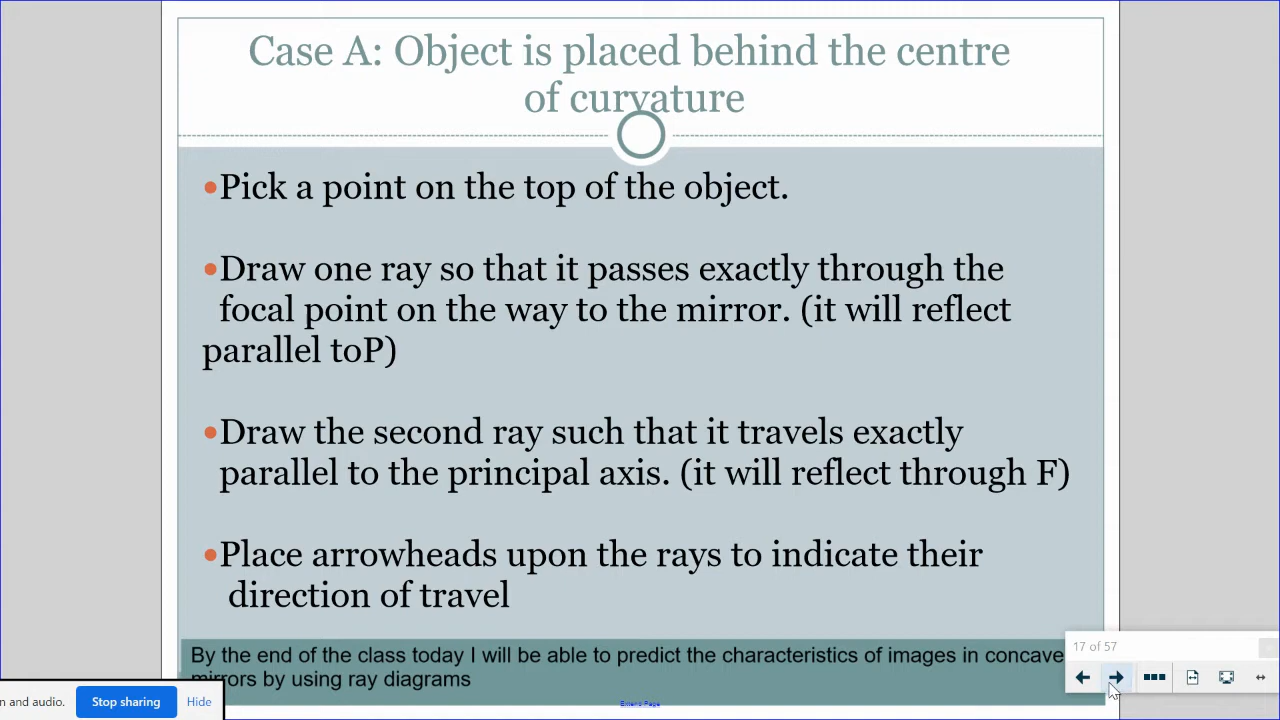 Case A: Object is placed behind the centre
of curvature
•Pick a point on the top of the object.
•Draw one ray so that it passes exactly through the
focal point on the way to the mirror. (it will reflect
parallel toP)
•Draw the second ray such that it travels exactly
parallel to the principal axis. (it will reflect through F)
•Place arrowheads upon the rays to indicate their
direction of travel
By the end of the class today I will be able to predict the characteristics of images in concave
mirrors by using ray diagrams
17 of 57
n and audio.
Stop sharing
Hide
Extend Page